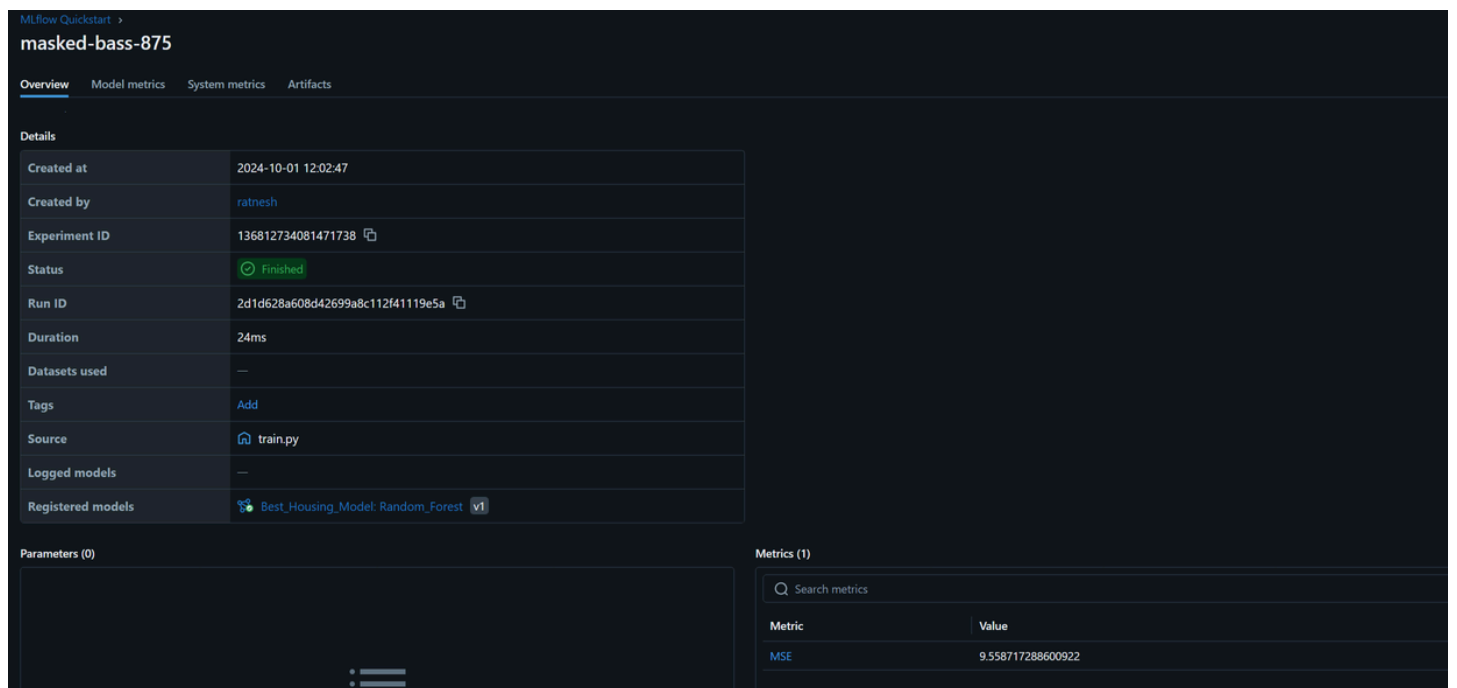 MLflow Quickstart >
masked-bass-875
Overview Model metrics System metrics Artifacts
Details
Created at 2024-10-01 12:02:47
Created by ratnesh
Experiment ID 136812734081471738
Status Finished
Run ID 2d1d628a608d42699a8c112f41119e5a
Duration 24ms
Datasets used —
Tags Add
Source train.py
Logged models —
Registered models Best_Housing_Model: Random_Forest v1
Parameters (0) Metrics (1)
Search metrics
Metric Value
MSE 9.558717288600922